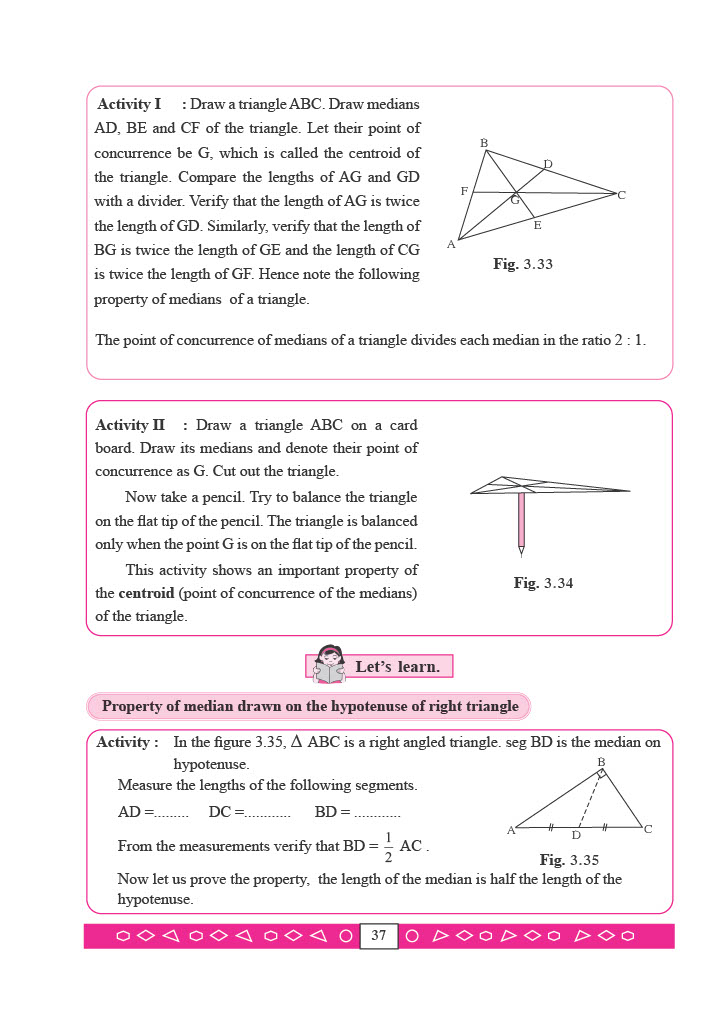 Activity I : Draw a triangle ABC. Draw medians
AD, BE and CF of the triangle. Let their point of
concurrence be G, which is called the centroid of
the triangle. Compare the lengths of AG and GD
with a divider. Verify that the length of AG is twice
the length of GD. Similarly, verify that the length of
BG is twice the length of GE and the length of CG
is twice the length of GF. Hence note the following
property of medians of a triangle.
B
D
F
G
C
E
A
Fig. 3.33
The point of concurrence of medians of a triangle divides each median in the ratio 2 : 1.
Activity II : Draw a triangle ABC on a card
board. Draw its medians and denote their point of
concurrence as G. Cut out the triangle.
Now take a pencil. Try to balance the triangle
on the flat tip of the pencil. The triangle is balanced
only when the point G is on the flat tip of the pencil.
This activity shows an important property of
the centroid (point of concurrence of the medians)
of the triangle.
Fig. 3.34
Let's learn.
Property of median drawn on the hypotenuse of right triangle
Activity : In the figure 3.35, Δ ABC is a right angled triangle. seg BD is the median on
hypotenuse.
Measure the lengths of the following segments.
AD =......... DC =............ BD = ............
From the measurements verify that BD = 1/2 AC .
B
A
D
C
Fig. 3.35
Now let us prove the property, the length of the median is half the length of the
hypotenuse.
37